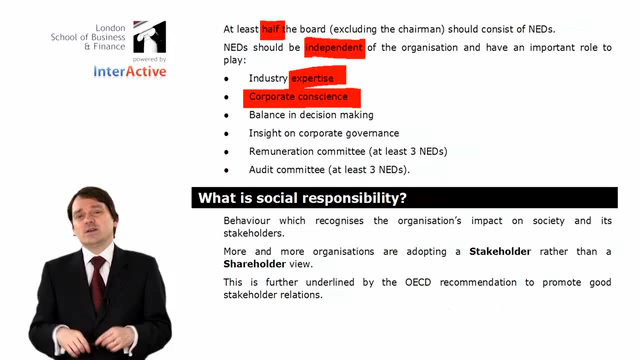 London
School of Business
& Finance
powered by
InterActive
At least half the board (excluding the chairman) should consist of NEDs.
NEDs should be independent of the organisation and have an important role to
play:
● Industry expertise
● Corporate conscience
● Balance in decision making
● Insight on corporate governance
● Remuneration committee (at least 3 NEDs)
● Audit committee (at least 3 NEDs).
What is social responsibility?
Behaviour which recognises the organisation's impact on society and its
stakeholders.
More and more organisations are adopting a Stakeholder rather than a
Shareholder view.
This is further underlined by the OECD recommendation to promote good
stakeholder relations.